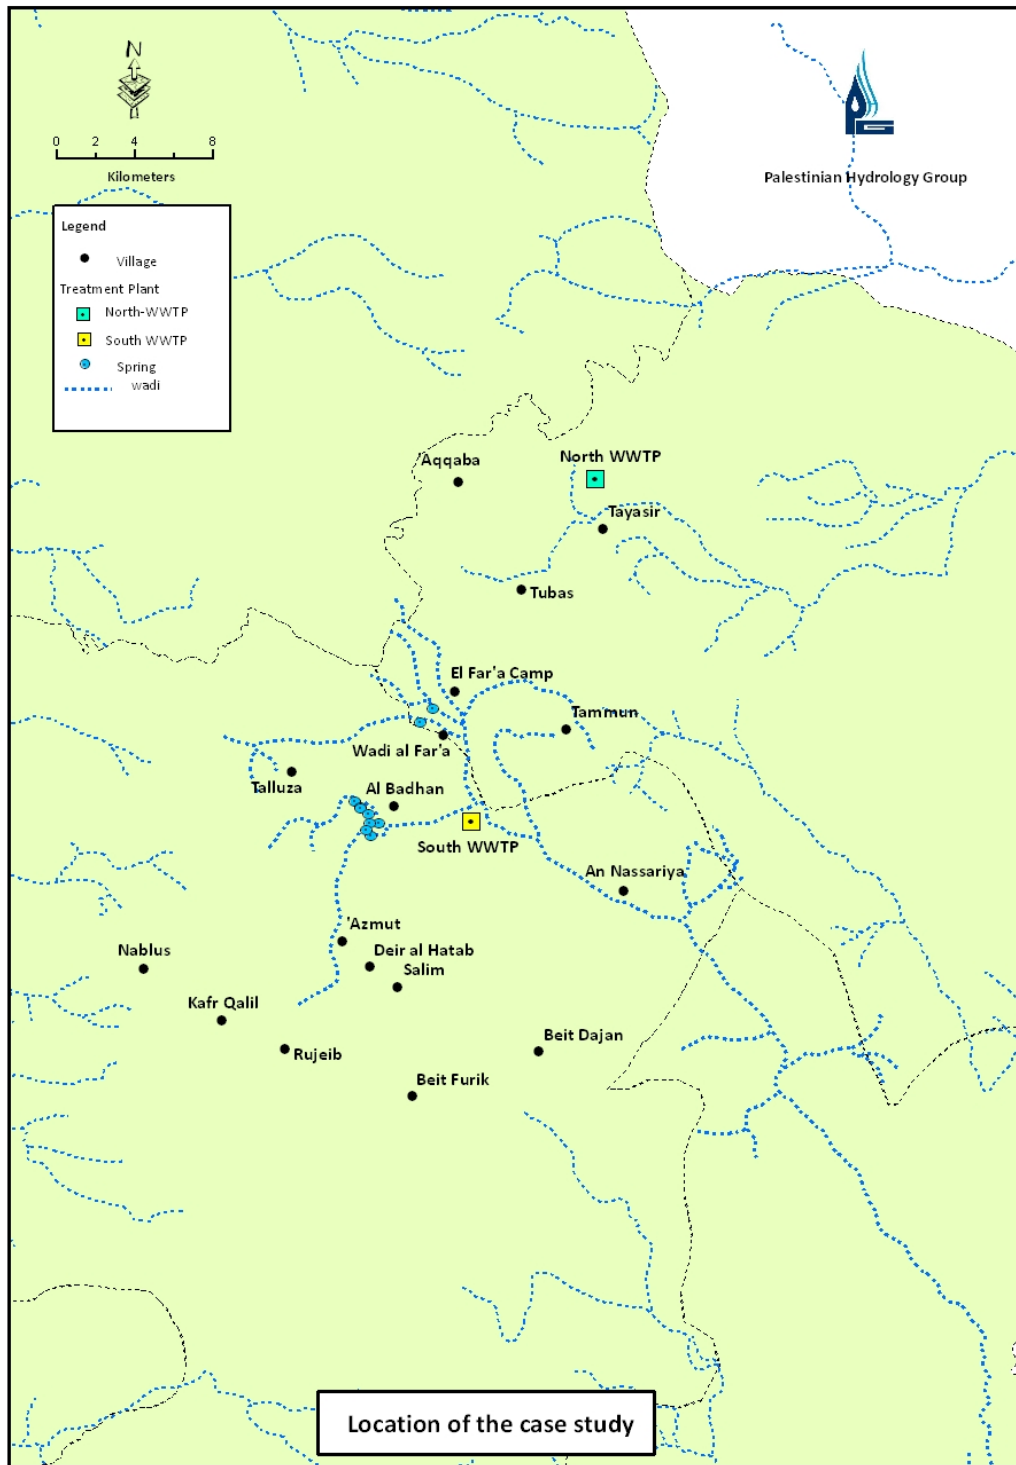 N
0 2 4 8
Kilometers
Palestinian Hydrology Group
Legend
Village
Treatment Plant
North-WWTP
South WWTP
Spring
wadi
Aqqaba
North WWTP
Tayasir
Tubas
El Far'a Camp
Tammun
Wadi al Far'a
Talluza
Al Badhan
South WWTP
An Nassariya
'Azmut
Nablus
Deir al Hatab
Salim
Kafr Qalil
Beit Dajan
Rujeib
Beit Furik
Location of the case study